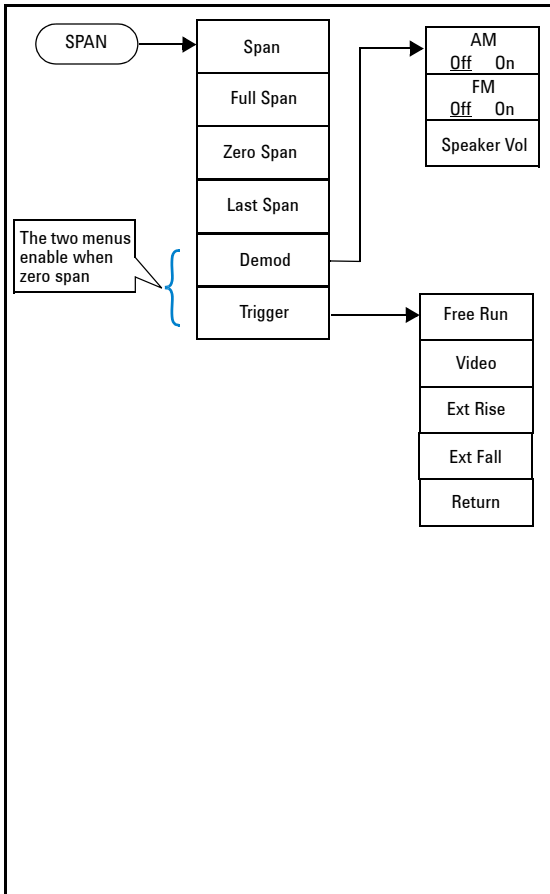 SPAN
Span
Full Span
Zero Span
Last Span
Demod
Trigger
The two menus
enable when
zero span
AM
Off On
FM
Off On
Speaker Vol
Free Run
Video
Ext Rise
Ext Fall
Return